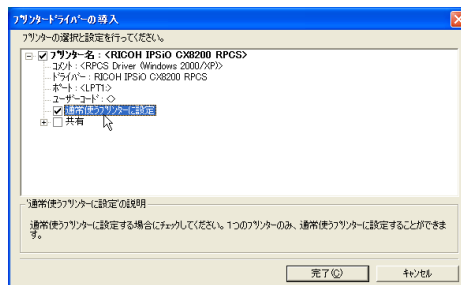 プリンタードライバーの導入
プリンターの選択と設定を行ってください。
プリンター名 : <RICOH IPSiO CX8200 RPCS>
コメント : <RPCS Driver (Windows 2000/XP)>
ドライバー : RICOH IPSiO CX8200 RPCS
ポート : <LPT1:>
ユーザーコード : <>
通常使うプリンターに設定
共有
'通常使うプリンターに設定'の説明
通常使うプリンターに設定する場合にチェックしてください。1つのプリンターのみ、通常使うプリンターに設定することができま
す。
完了(C)
キャンセル